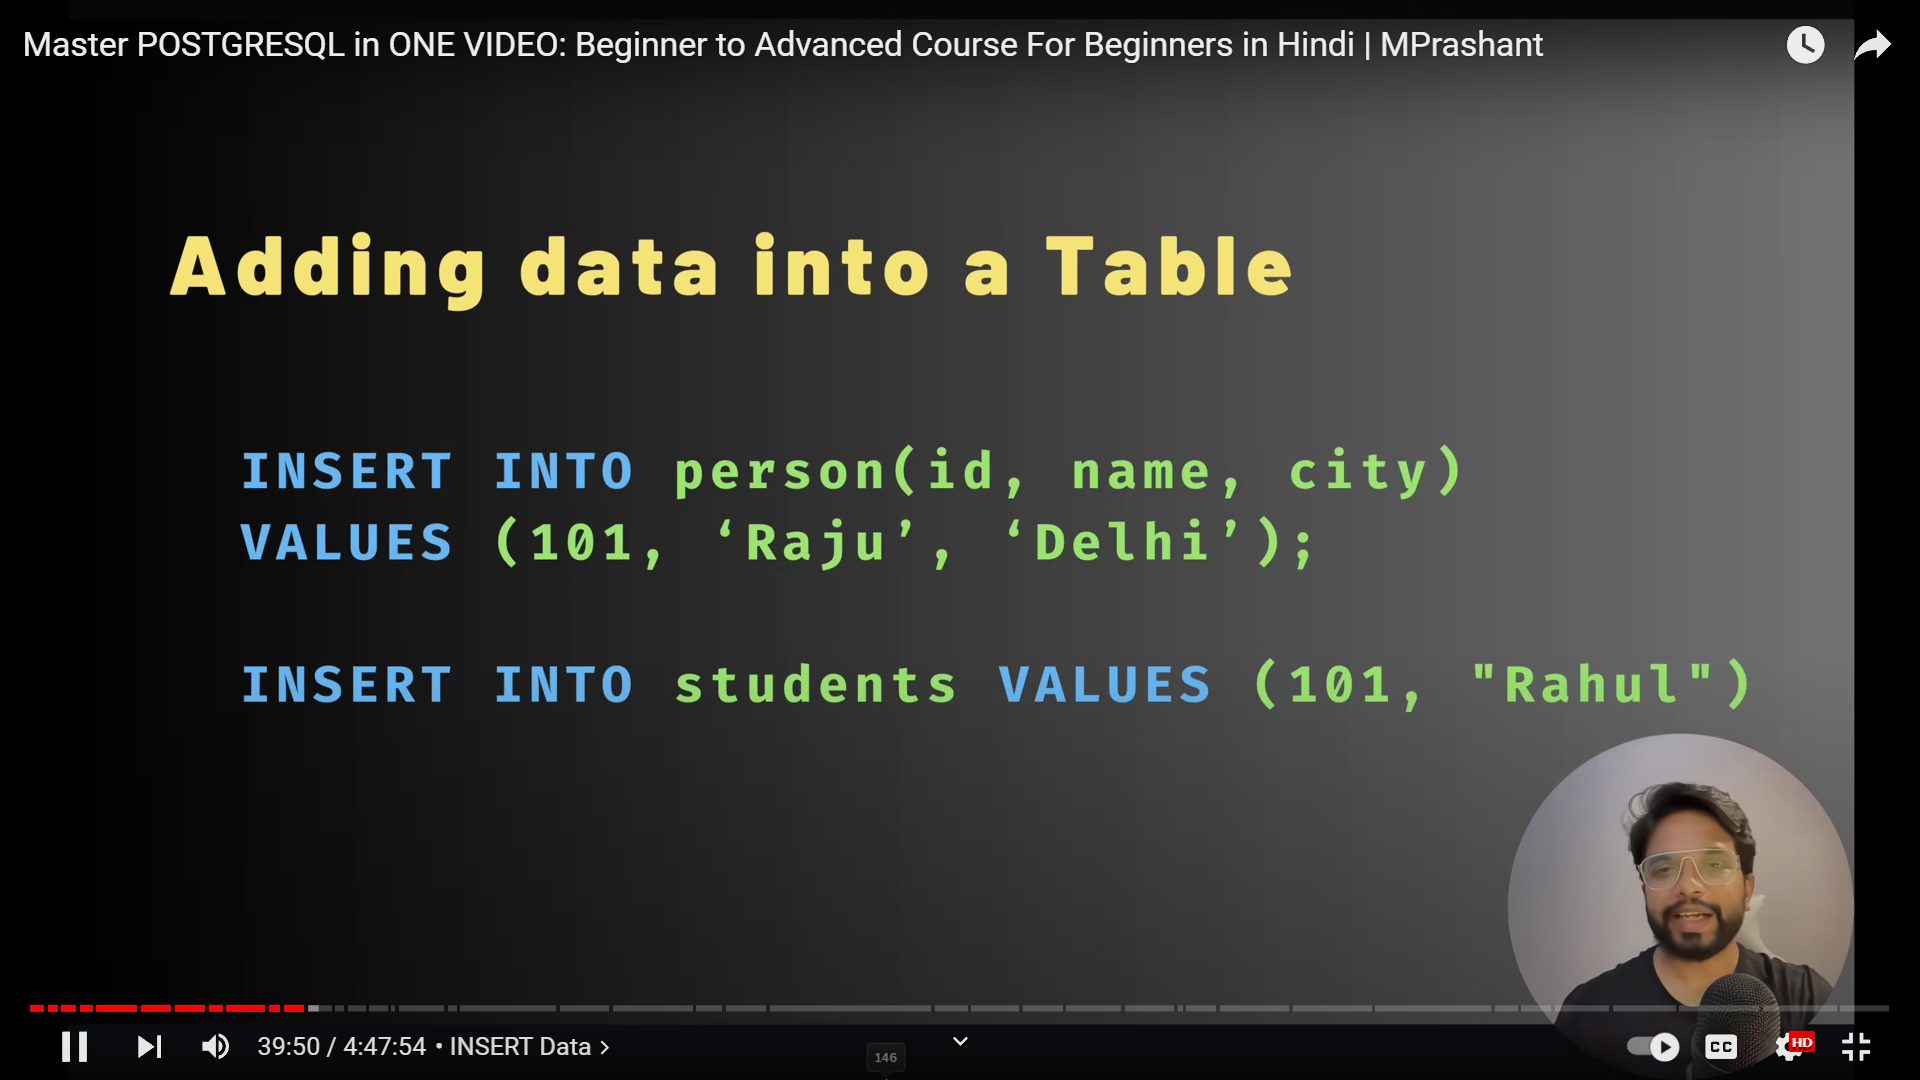 Master POSTGRESQL in ONE VIDEO: Beginner to Advanced Course For Beginners in Hindi | MPrashant
Adding data into a Table
INSERT INTO person(id, name, city)
VALUES (101, ‘Raju’, ‘Delhi’);
INSERT INTO students VALUES (101, "Rahul")
39:50 / 4:47:54 • INSERT Data >
146
CC
HD